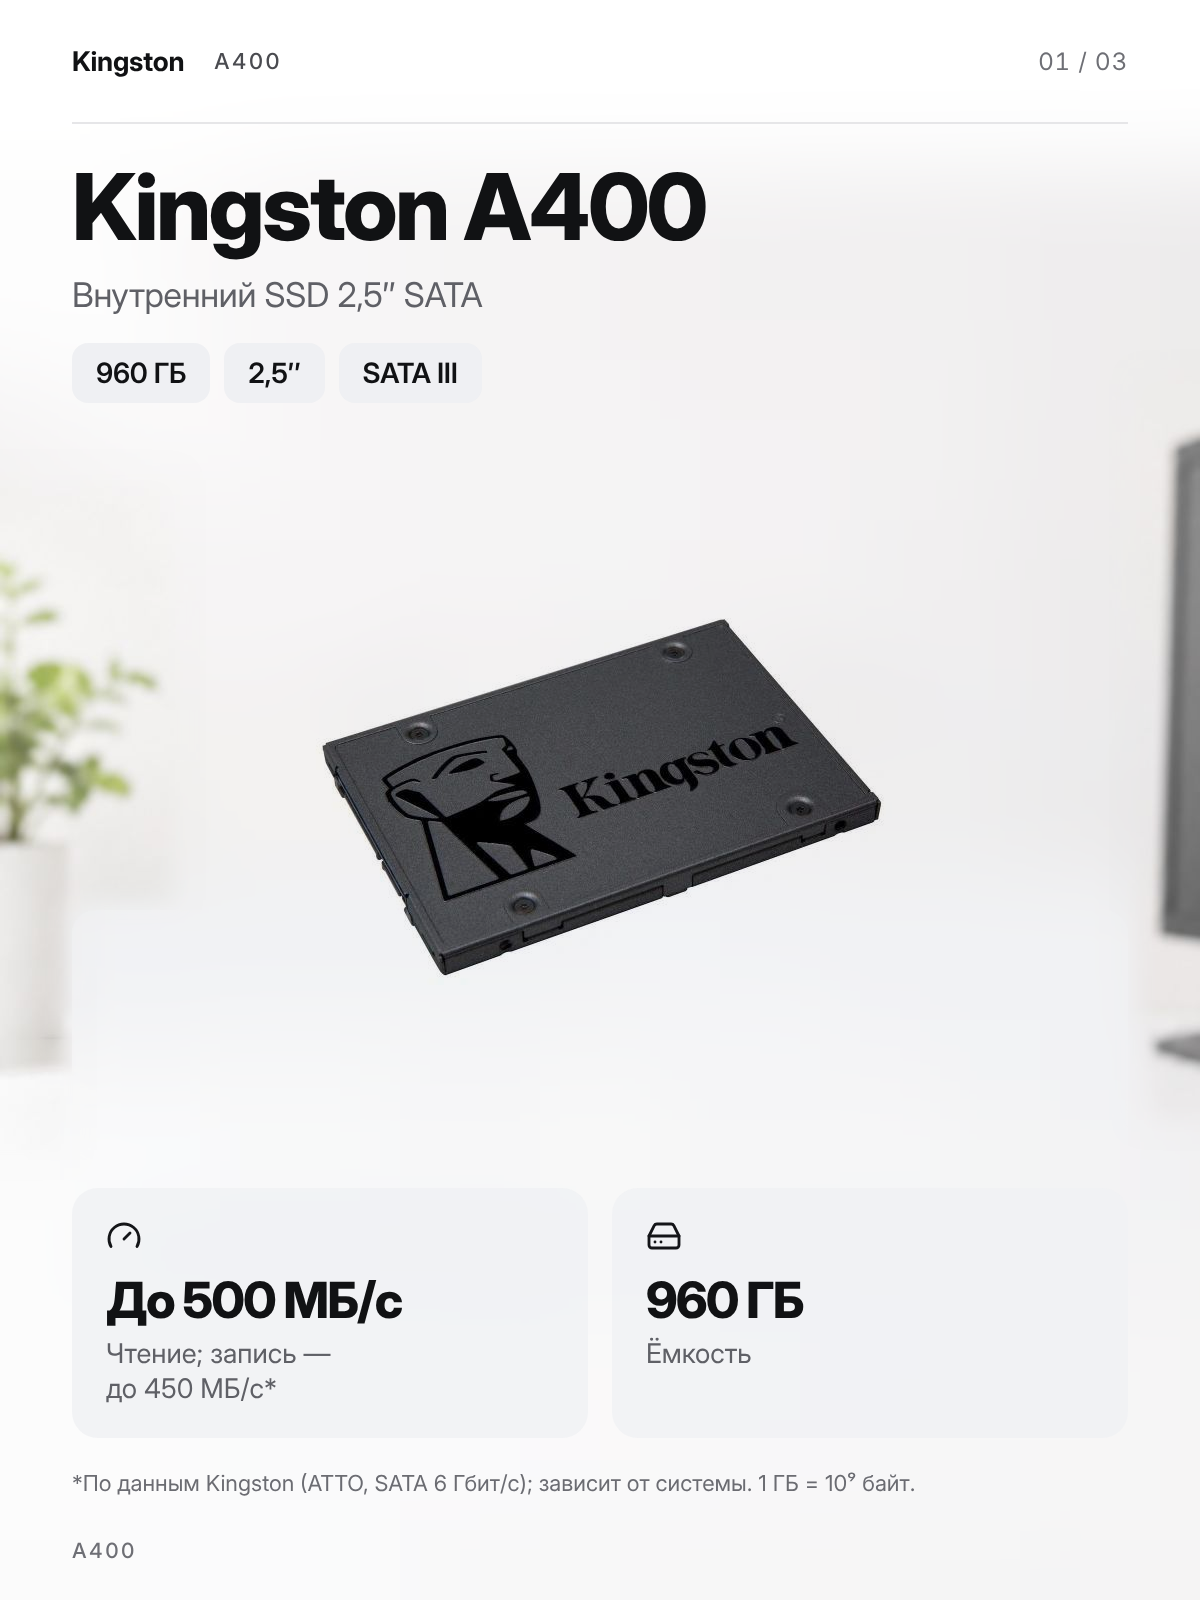 Kingston A400 01 / 03
Kingston A400
Внутренний SSD 2,5″ SATA
960 ГБ 2,5″ SATA III
Kingston
До 500 МБ/с
Чтение; запись —
до 450 МБ/с*
960 ГБ
Ёмкость
*По данным Kingston (ATTO, SATA 6 Гбит/с); зависит от системы. 1 ГБ = 10⁹ байт.
A400